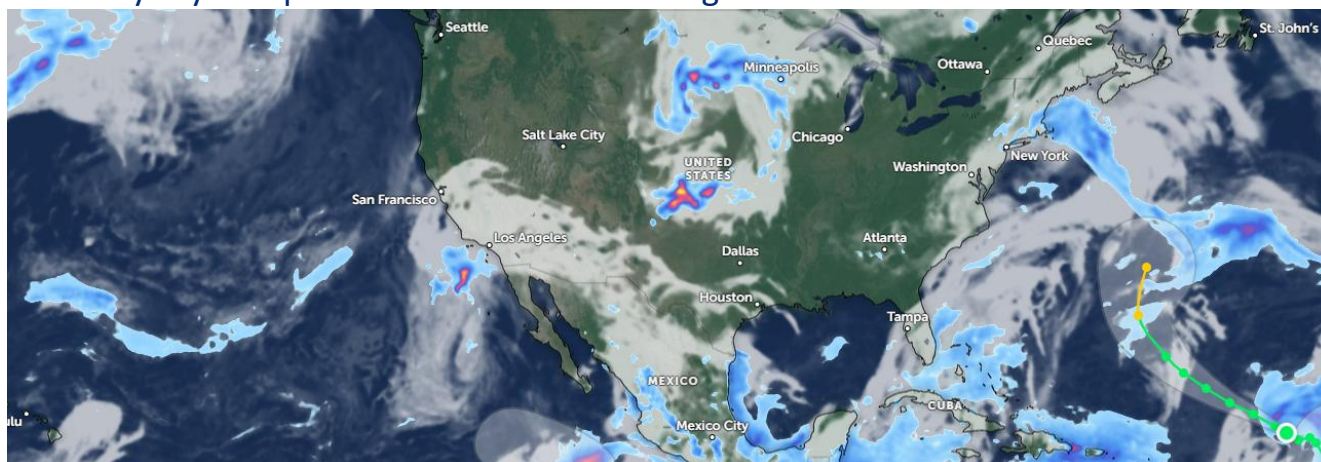 Seattle
Quebec
St. John's
Ottawa
Minneapolis
Chicago
Salt Lake City
New York
UNITED
STATES
Washington
San Francisco
Los Angeles
Dallas
Atlanta
Houston
Tampa
MEXICO
CUBA
ulu
Mexico City